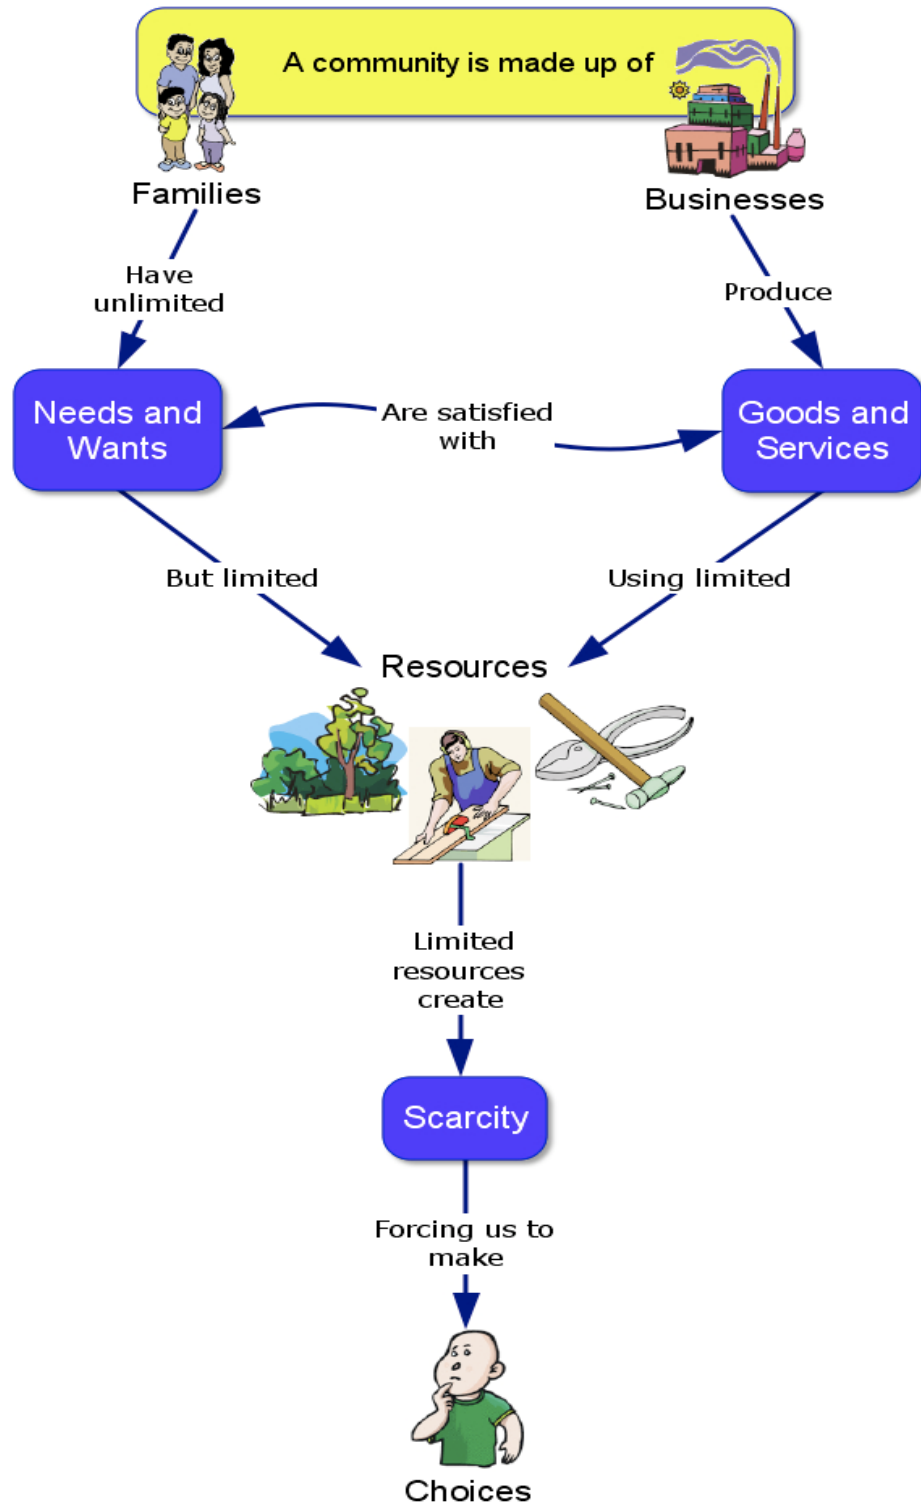 A community is made up of
Families
Businesses
Have
unlimited
Produce
Needs and
Wants
Are satisfied
with
Goods and
Services
But limited
Using limited
Resources
Limited
resources
create
Scarcity
Forcing us to
make
Choices